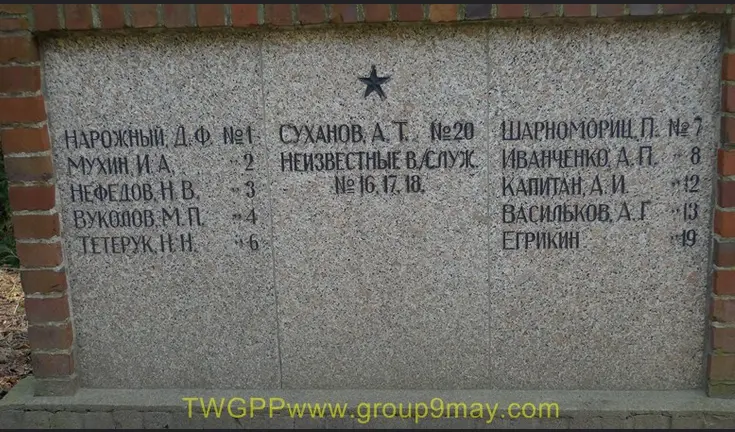 НАРОЖНЫЙ, Д.Ф. №1
МУХИН, И.А. " 2
НЕФЕДОВ, Н.В. " 3
ВУКОЛОВ, М.П. " 4
ТЕТЕРУК, Н.Н. " 6
СУХАНОВ, А.Т. №20
НЕИЗВЕСТНЫЕ В/СЛУЖ.
№16,17,18.
ШАРНОМОРИЦ, П. №7
ИВАНЧЕНКО, А.П. " 8
КАПИТАН, А.И. " 12
ВАСИЛЬКОВ, А.Г. " 13
ЕГРИКИН " 19
TWGPPwww.group9may.com